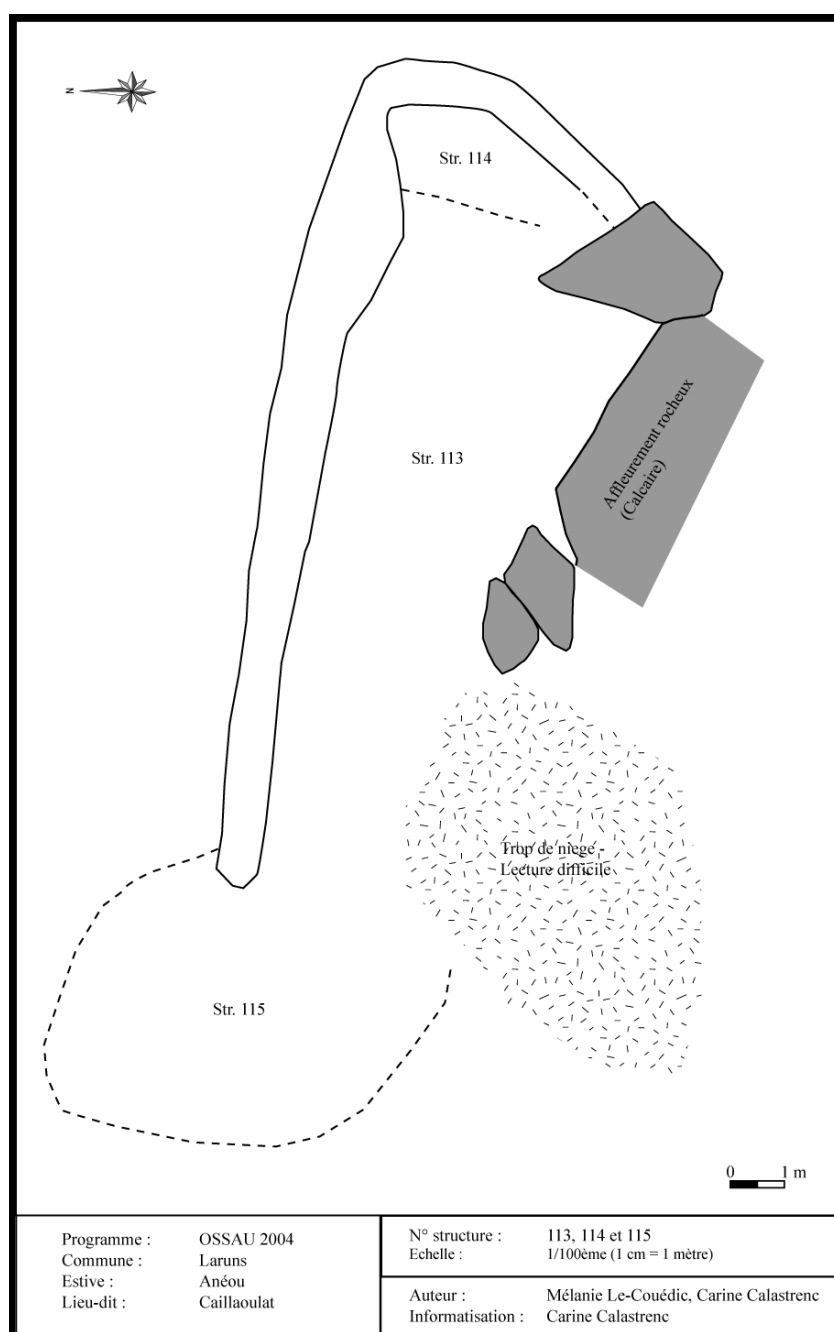 N
Str. 114
Str. 113
Affleurement rocheux
(Calcaire)
Trop de niege -
Lecture difficile
Str. 115
0 1 m
Programme : OSSAU 2004
Commune : Laruns
Estive : Anéou
Lieu-dit : Caillaoulat
N° structure : 113, 114 et 115
Echelle : 1/100ème (1 cm = 1 mètre)
Auteur : Mélanie Le-Couédic, Carine Calastrenc
Informatisation : Carine Calastrenc